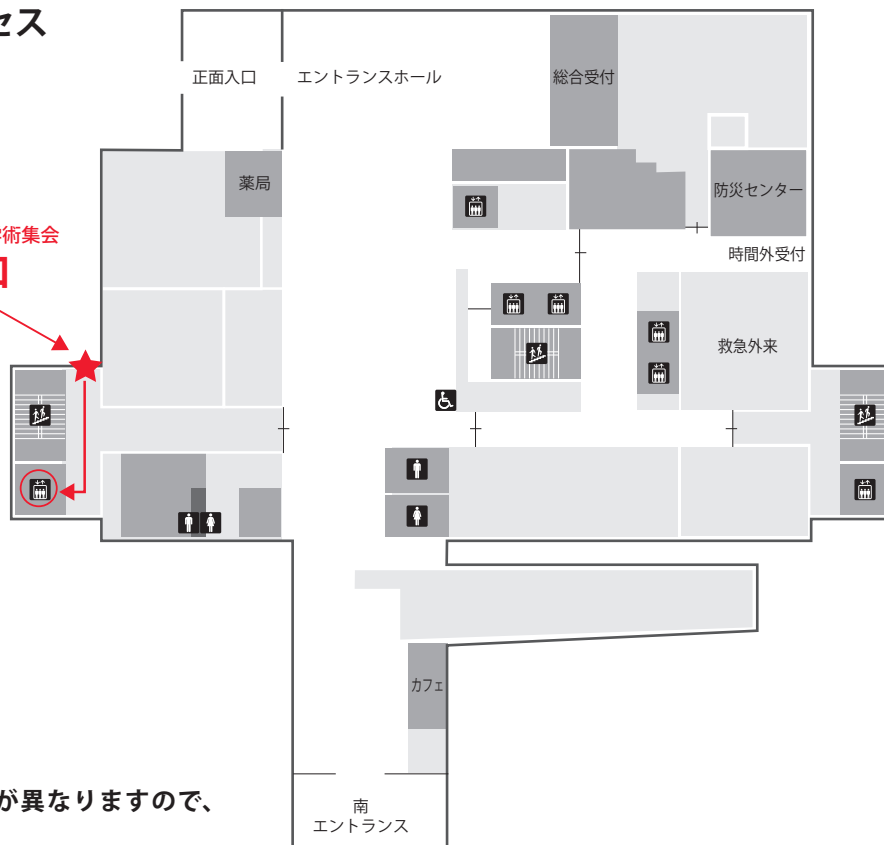 セス
正面入口
エントランスホール
総合受付
薬局
防災センター
術集会
時間外受付
救急外来
カフェ
が異なりますので、
南
エントランス